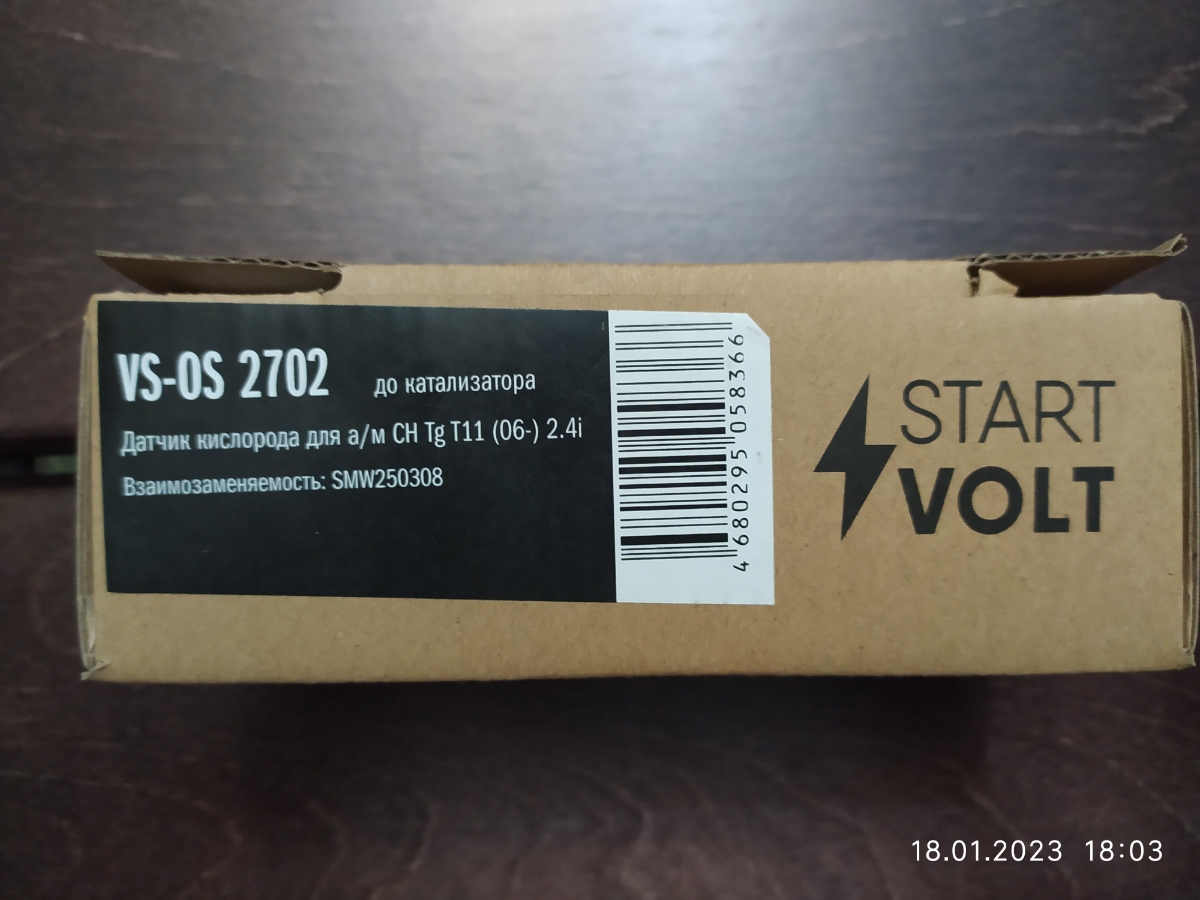 VS-OS 2702 до катализатора
Датчик кислорода для а/м CH Tg T11 (06-) 2.4i
Взаимозаменяемость: SMW250308
4 680295 058366
START
VOLT
18.01.2023 18:03